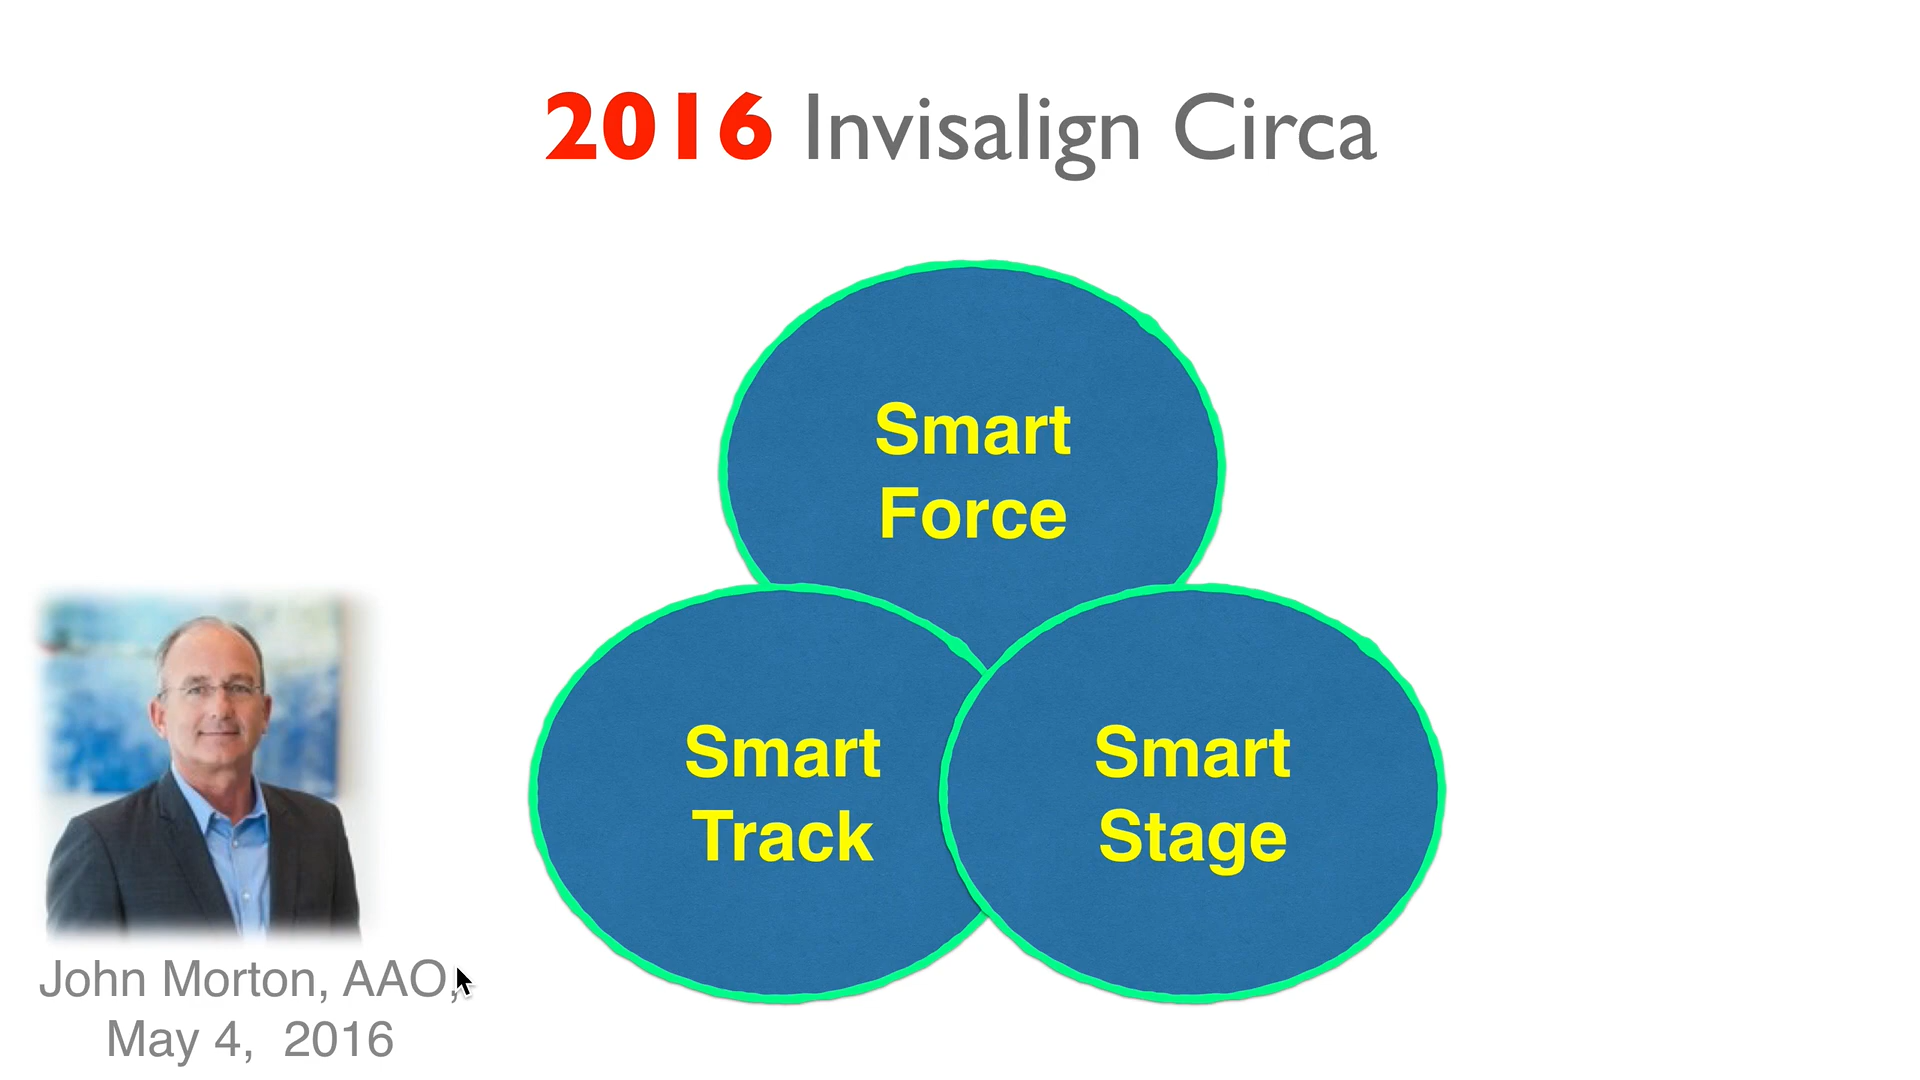 2016 Invisalign Circa
Smart
Force
Smart
Track
Smart
Stage
John Morton, AAO,
May 4,  2016